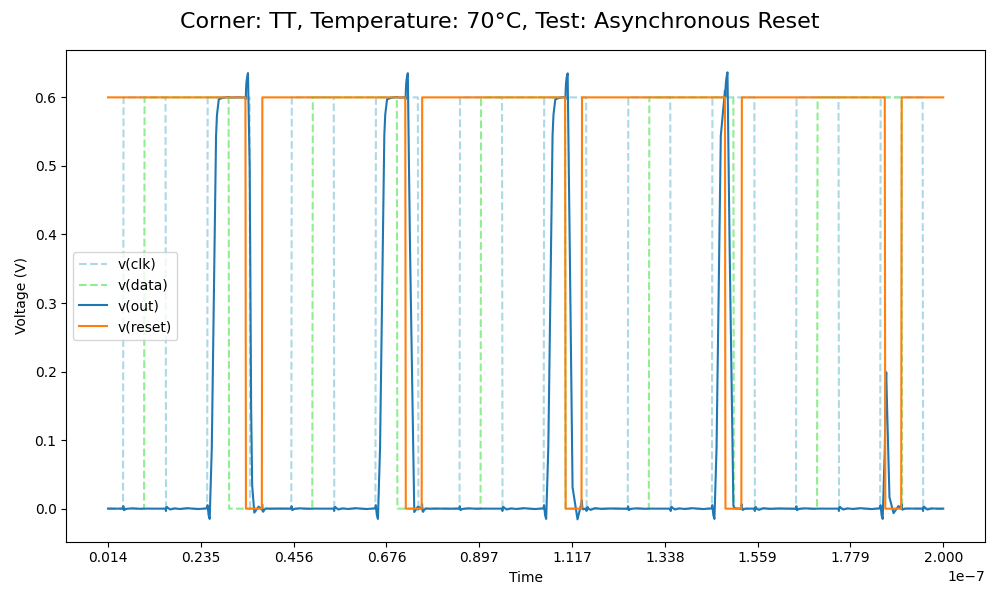 Corner: TT, Temperature: 70°C, Test: Asynchronous Reset
Voltage (V)
0.6
0.5
0.4
0.3
0.2
0.1
0.0
v(clk)
v(data)
v(out)
v(reset)
0.014 0.235 0.456 0.676 0.897 1.117 1.338 1.559 1.779 2.000
1e−7
Time